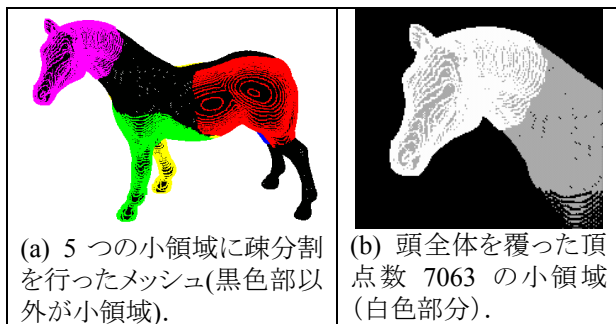 (a) 5 つの小領域に疎分割
を行ったメッシュ(黒色部以
外が小領域).
(b) 頭全体を覆った頂
点数 7063 の小領域
(白色部分).